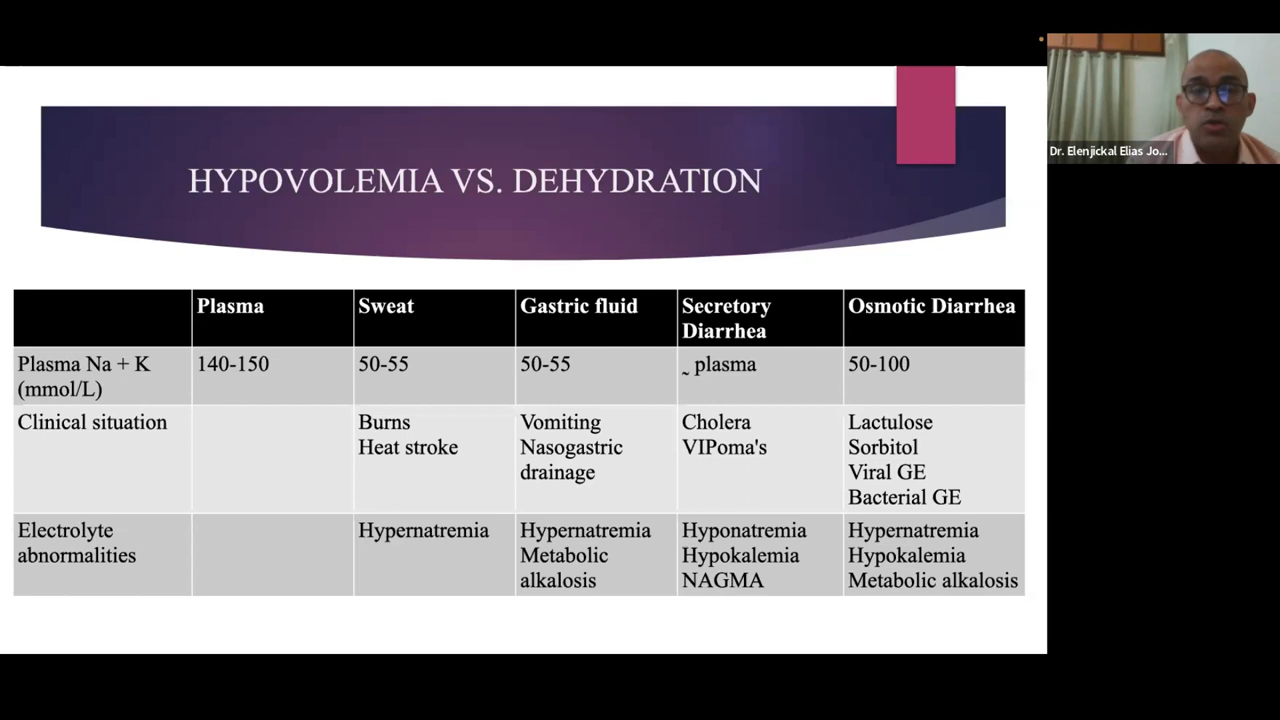 Dr. Elenjickal Elias Jo...
HYPOVOLEMIA VS. DEHYDRATION
Plasma Sweat Gastric fluid Secretory Diarrhea Osmotic Diarrhea
Plasma Na + K (mmol/L) 140-150 50-55 50-55 ~ plasma 50-100
Clinical situation Burns Heat stroke Vomiting Nasogastric drainage Cholera VIPoma's Lactulose Sorbitol Viral GE Bacterial GE
Electrolyte abnormalities Hypernatremia Hypernatremia Metabolic alkalosis Hyponatremia Hypokalemia NAGMA Hypernatremia Hypokalemia Metabolic alkalosis